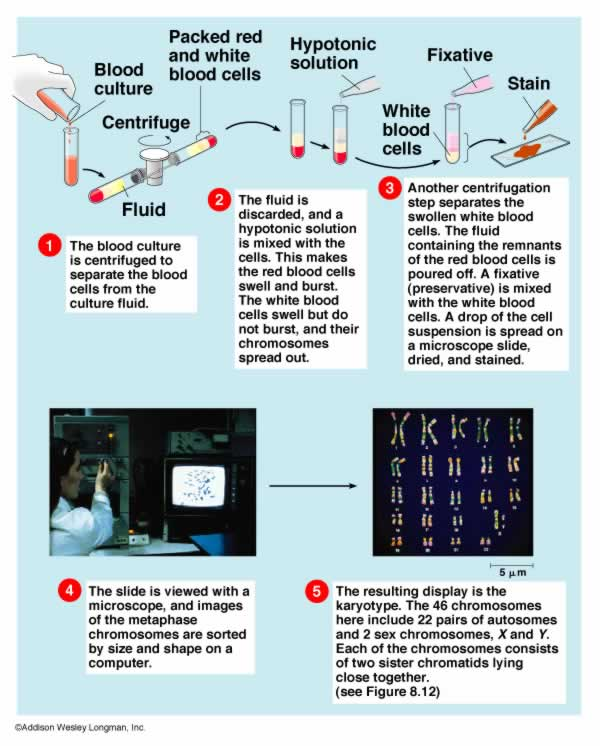 Blood
culture
Centrifuge
Packed red
and white
blood cells
Fluid
Hypotonic
solution
Fixative
White
blood
cells
Stain
1
The blood culture
is centrifuged to
separate the blood
cells from the
culture fluid.
2
The fluid is
discarded, and a
hypotonic solution
is mixed with the
cells. This makes
the red blood cells
swell and burst.
The white blood
cells swell but do
not burst, and their
chromosomes
spread out.
3
Another centrifugation
step separates the
swollen white blood
cells. The fluid
containing the remnants
of the red blood cells is
poured off. A fixative
(preservative) is mixed
with the white blood
cells. A drop of the cell
suspension is spread on
a microscope slide,
dried, and stained.
5 μm
4
The slide is viewed with a
microscope, and images
of the metaphase
chromosomes are sorted
by size and shape on a
computer.
5
The resulting display is the
karyotype. The 46 chromosomes
here include 22 pairs of autosomes
and 2 sex chromosomes, X and Y.
Each of the chromosomes consists
of two sister chromatids lying
close together.
(see Figure 8.12)
©Addison Wesley Longman, Inc.